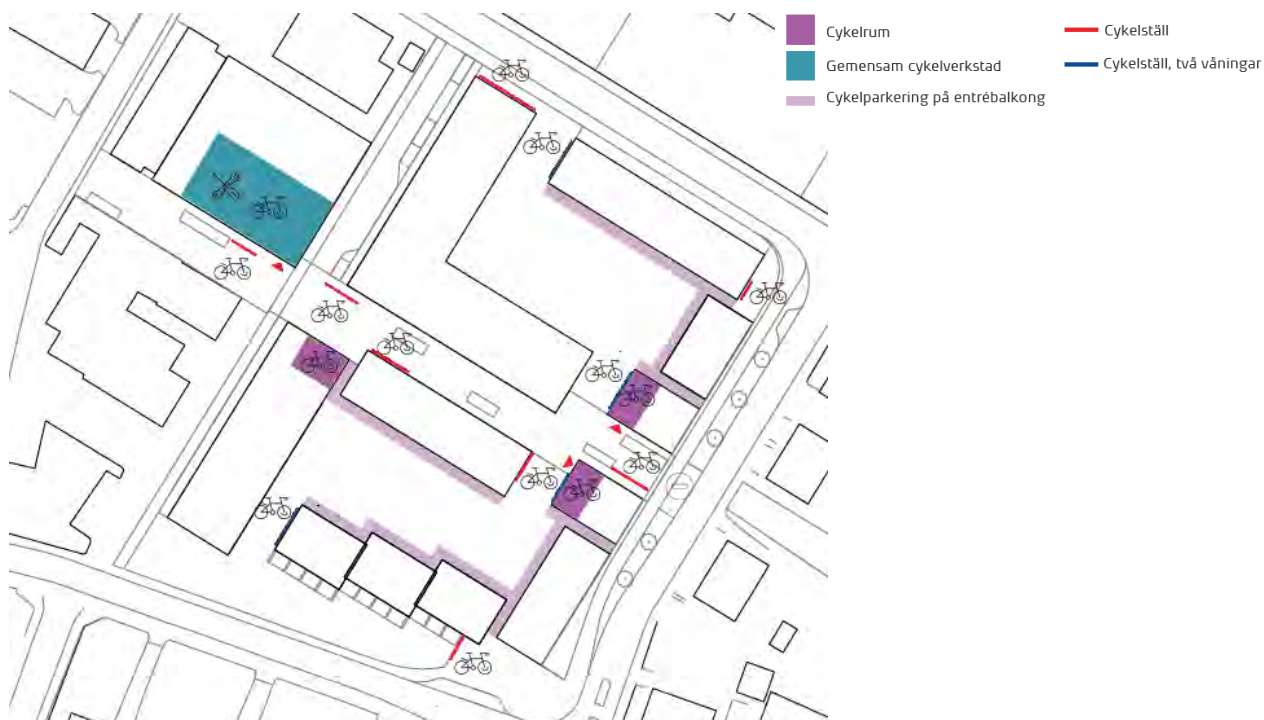 Cykelrum
Gemensam cykelverkstad
Cykelparkering på entrébalkong
Cykelställ
Cykelställ, två våningar